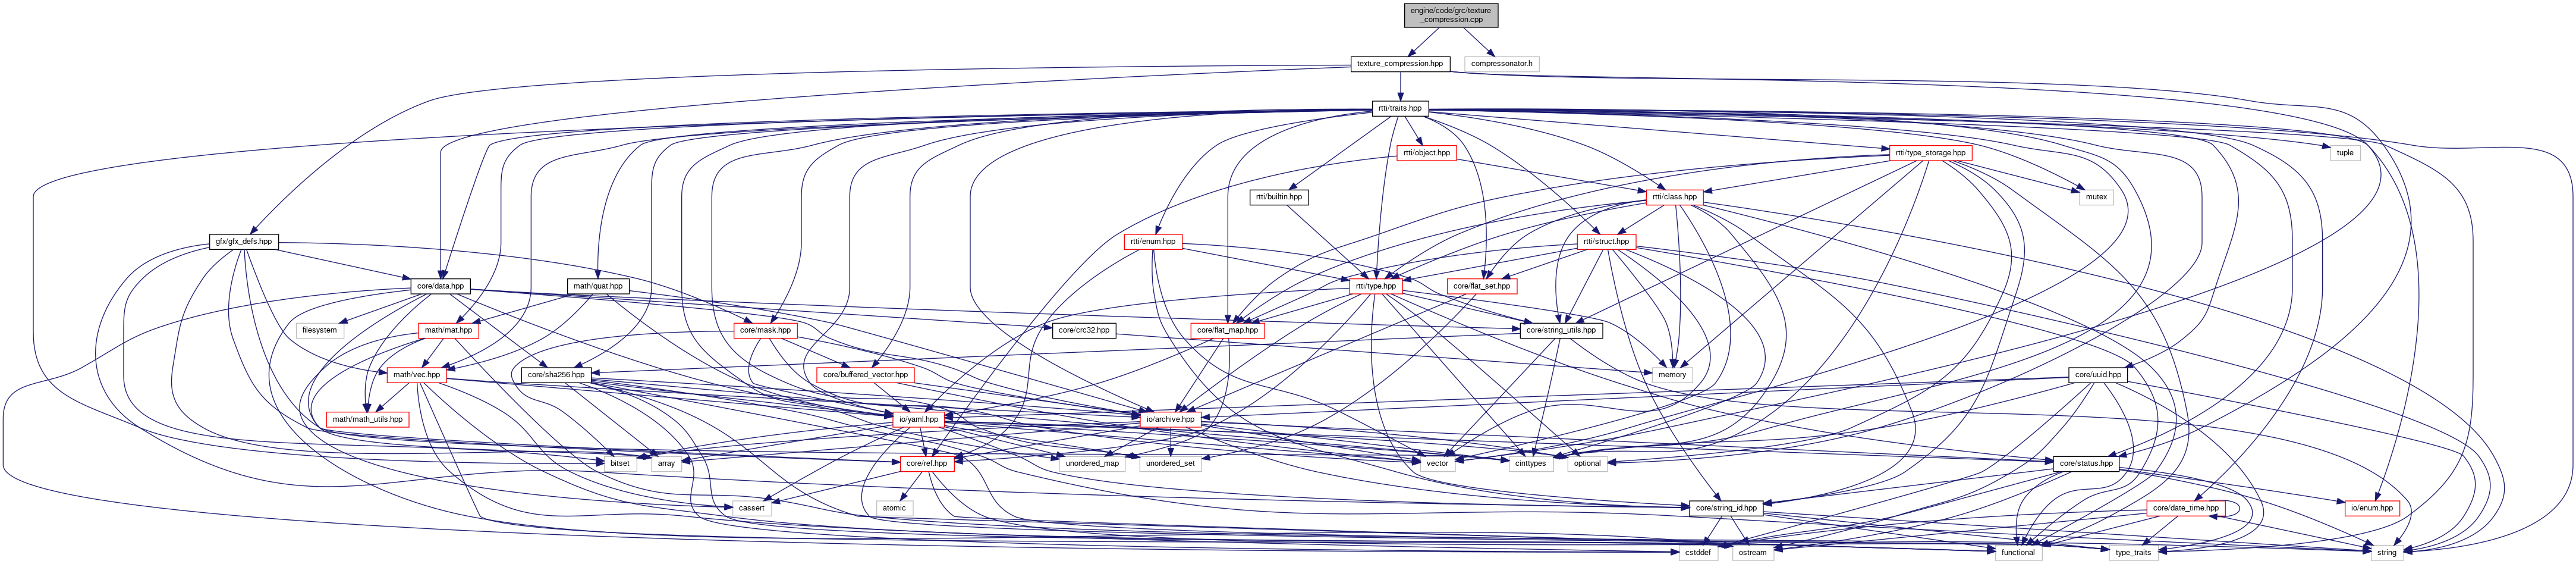 engine/code/grc/texture
_compression.cpp
texture_compression.hpp
compressonator.h
rtti/traits.hpp
rtti/object.hpp
rtti/type_storage.hpp
tuple
rtti/builtin.hpp
rtti/class.hpp
mutex
gfx/gfx_defs.hpp
rtti/enum.hpp
rtti/struct.hpp
core/data.hpp
math/quat.hpp
rtti/type.hpp
core/flat_set.hpp
filesystem
math/mat.hpp
core/mask.hpp
core/crc32.hpp
core/flat_map.hpp
core/string_utils.hpp
math/vec.hpp
core/sha256.hpp
core/buffered_vector.hpp
memory
core/uuid.hpp
math/math_utils.hpp
io/yaml.hpp
io/archive.hpp
bitset
array
core/ref.hpp
unordered_map
unordered_set
vector
cinttypes
optional
core/status.hpp
cassert
atomic
core/string_id.hpp
core/date_time.hpp
io/enum.hpp
cstddef
ostream
functional
type_traits
string